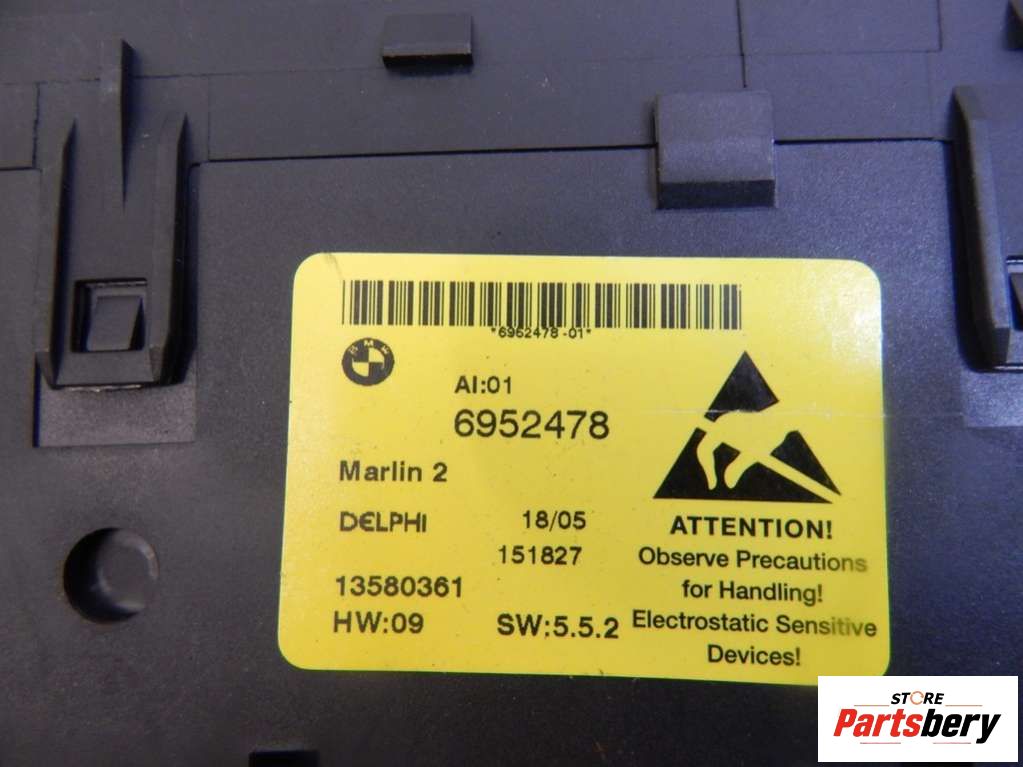 *6952478-01*
BMW
AI:01
6952478
Marlin 2
DELPHI 18/05
151827
13580361
HW:09 SW:5.5.2
ATTENTION!
Observe Precautions
for Handling!
Electrostatic Sensitive
Devices!
STORE
Partsbery